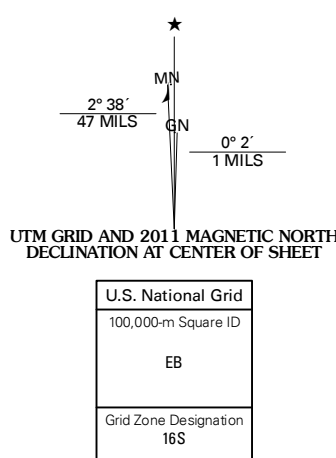 ★
MN
2° 38´
47 MILS
GN
0° 2´
1 MILS
UTM GRID AND 2011 MAGNETIC NORTH
DECLINATION AT CENTER OF SHEET
U.S. National Grid
100,000-m Square ID
EB
Grid Zone Designation
16S